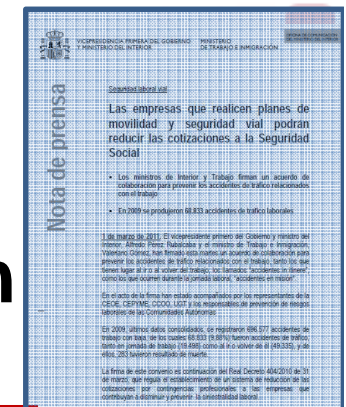 VICEPRESIDENCIA PRIMERA DEL GOBIERNO
Y MINISTERIO DEL INTERIOR
MINISTERIO
DE TRABAJO E INMIGRACIÓN
Nota de prensa
Seguridad laboral vial
Las empresas que realicen planes de
movilidad y seguridad vial podrán
reducir las cotizaciones a la Seguridad
Social
• Los ministros de Interior y Trabajo firman un acuerdo de
colaboración para prevenir los accidentes de tráfico relacionados
con el trabajo
• En 2009 se produjeron 68.833 accidentes de tráfico laborales
1 de marzo de 2011. El vicepresidente primero del Gobierno y ministro del
Interior, Alfredo Pérez Rubalcaba y el ministro de Trabajo e Inmigración,
Valeriano Gómez, han firmado esta martes un acuerdo de colaboración para
prevenir los accidentes de tráfico relacionados con el trabajo, tanto los que
tienen lugar al ir o al volver del trabajo, los llamados "accidentes in itinere",
como los que ocurren durante la jornada laboral, "accidentes en misión".
En el acto de la firma han estado acompañados por los representantes de la
CEOE, CEPYME, CCOO, UGT y los responsables de prevención de riesgos
laborales de las Comunidades Autónomas.
En 2009, últimos datos consolidados, se registraron 696.577 accidentes de
trabajo con baja, de los cuales 68.833 (9,88%) fueron accidentes de tráfico,
tanto en jornada de trabajo (19.498) como al ir o volver de él (49.335), y de
ellos, 283 tuvieron resultado de muerte.
La firma de este convenio es continuación del Real Decreto 404/2010 de 31
de marzo, que regula el establecimiento de un sistema de reducción de las
cotizaciones por contingencias profesionales a las empresas que
contribuyan a disminuir y prevenir la siniestralidad laboral.
n